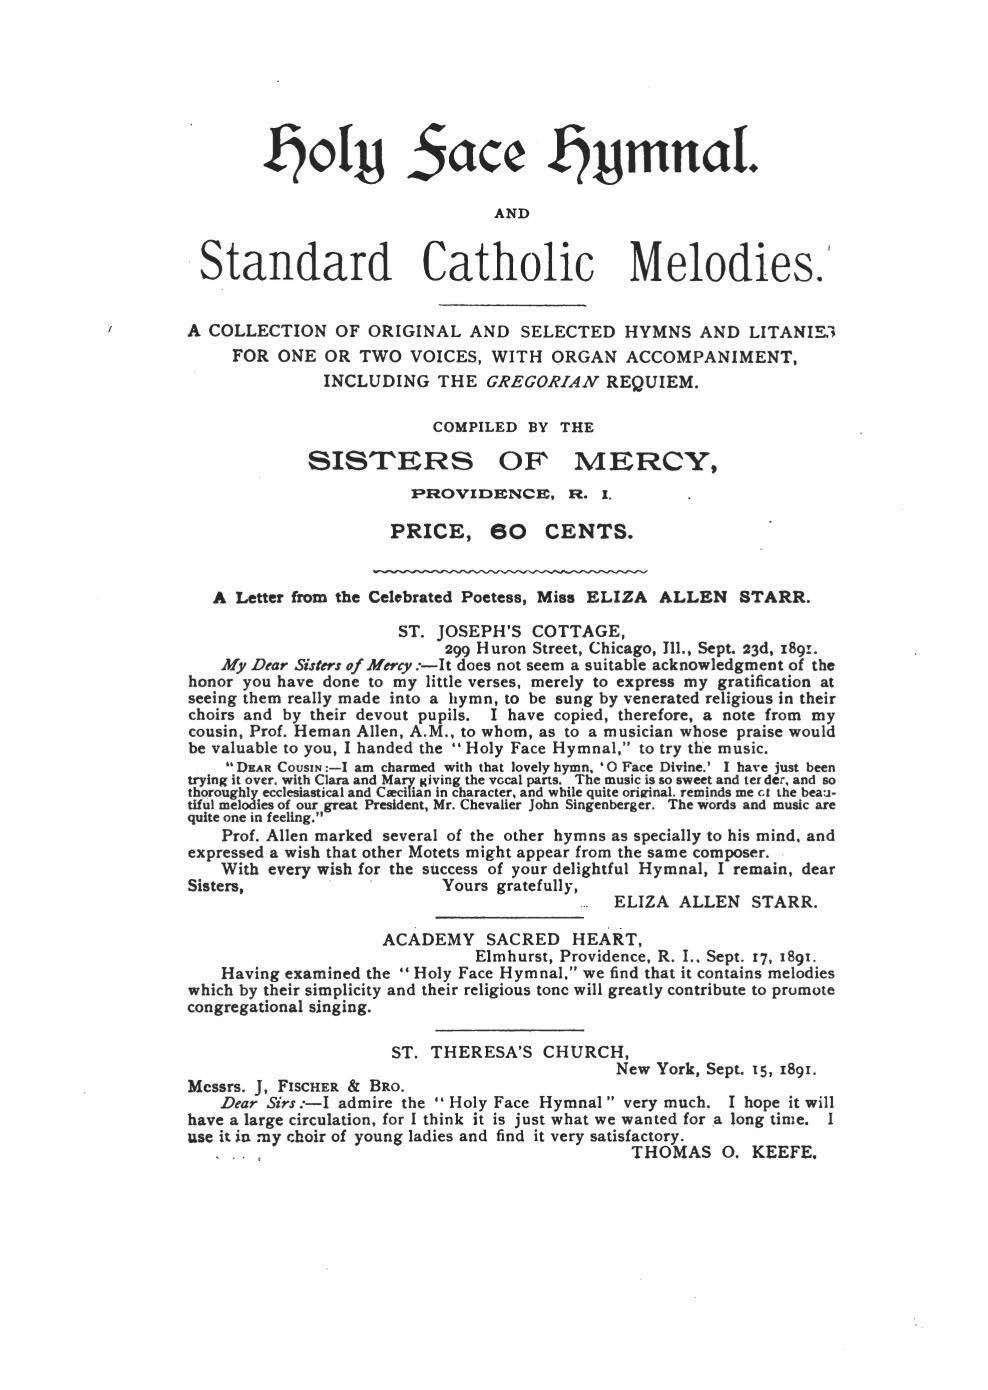 Holy Face Hymnal.
AND
Standard Catholic Melodies.
A COLLECTION OF ORIGINAL AND SELECTED HYMNS AND LITANIES
FOR ONE OR TWO VOICES, WITH ORGAN ACCOMPANIMENT,
INCLUDING THE GREGORIAN REQUIEM.
COMPILED BY THE
SISTERS OF MERCY,
PROVIDENCE, R. I.
PRICE, 60 CENTS.
A Letter from the Celebrated Poetess, Miss ELIZA ALLEN STARR.
ST. JOSEPH'S COTTAGE,
299 Huron Street, Chicago, Ill., Sept. 23d, 1891.
My Dear Sisters of Mercy:—It does not seem a suitable acknowledgment of the
honor you have done to my little verses, merely to express my gratification at
seeing them really made into a hymn, to be sung by venerated religious in their
choirs and by their devout pupils. I have copied, therefore, a note from my
cousin, Prof. Heman Allen, A.M., to whom, as to a musician whose praise would
be valuable to you, I handed the "Holy Face Hymnal," to try the music.
"DEAR COUSIN:—I am charmed with that lovely hymn, 'O Face Divine.' I have just been
trying it over, with Clara and Mary giving the vocal parts. The music is so sweet and tender, and so
thoroughly ecclesiastical and Cæcilian in character, and while quite original, reminds me of the beau-
tiful melodies of our great President, Mr. Chevalier John Singenberger. The words and music are
quite one in feeling."
Prof. Allen marked several of the other hymns as specially to his mind, and
expressed a wish that other Motets might appear from the same composer.
With every wish for the success of your delightful Hymnal, I remain, dear
Sisters, Yours gratefully,
ELIZA ALLEN STARR.
ACADEMY SACRED HEART,
Elmhurst, Providence, R. I., Sept. 17, 1891.
Having examined the "Holy Face Hymnal," we find that it contains melodies
which by their simplicity and their religious tone will greatly contribute to promote
congregational singing.
ST. THERESA'S CHURCH,
New York, Sept. 15, 1891.
Messrs. J, FISCHER & BRO.
Dear Sirs:—I admire the "Holy Face Hymnal" very much. I hope it will
have a large circulation, for I think it is just what we wanted for a long time. I
use it in my choir of young ladies and find it very satisfactory.
THOMAS O. KEEFE.